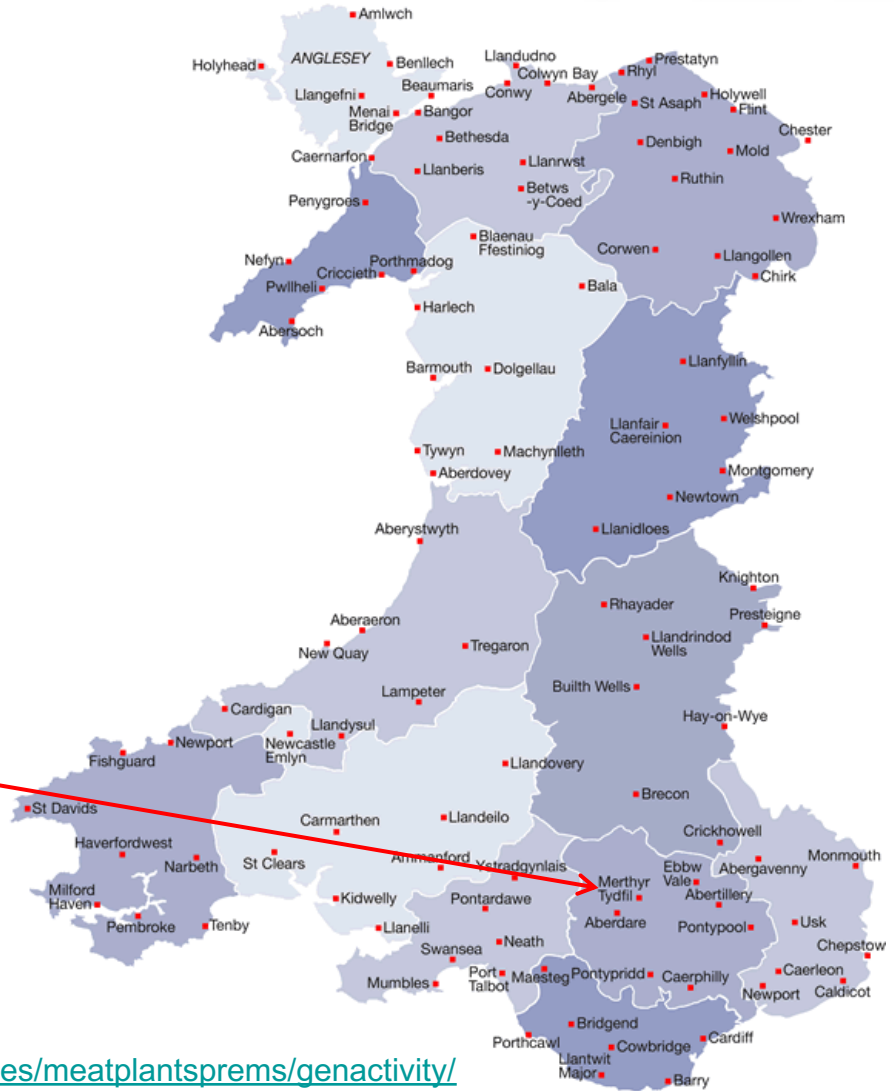 Amlwch
Holyhead
ANGLESEY
Benllech
Llangefni
Beaumaris
Menai
Bridge
Bangor
Llandudno
Colwyn Bay
Conwy
Abergele
Rhyl
Prestatyn
St Asaph
Holywell
Flint
Chester
Bethesda
Denbigh
Mold
Caernarfon
Llanberis
Llanrwst
Ruthin
Betws
-y-Coed
Penygroes
Wrexham
Blaenau
Ffestiniog
Corwen
Llangollen
Chirk
Nefyn
Criccieth
Porthmadog
Pwllheli
Bala
Abersoch
Harlech
Llanfyllin
Barmouth
Dolgellau
Welshpool
Llanfair
Caereinion
Tywyn
Machynlleth
Montgomery
Aberdovey
Newtown
Llanidloes
Aberystwyth
Knighton
Rhayader
Presteigne
Aberaeron
Llandrindod
Wells
New Quay
Tregaron
Builth Wells
Lampeter
Cardigan
Hay-on-Wye
Llandysul
Newport
Newcastle
Emlyn
Fishguard
Llandovery
St Davids
Brecon
Carmarthen
Llandeilo
Crickhowell
Haverfordwest
Narbeth
St Clears
Ammanford
Ystradgynlais
Ebbw
Vale
Abergavenny
Monmouth
Merthyr
Tydfil
Abertillery
Milford
Haven
Kidwelly
Pontardawe
Aberdare
Pembroke
Tenby
Llanelli
Pontypool
Usk
Neath
Chepstow
Swansea
Mumbles
Port
Talbot
Maesteg
Pontypridd
Caerphilly
Caerleon
Newport
Caldicot
Bridgend
Porthcawl
Cowbridge
Cardiff
Llantwit
Major
Barry
es/meatplantsprems/genactivity/